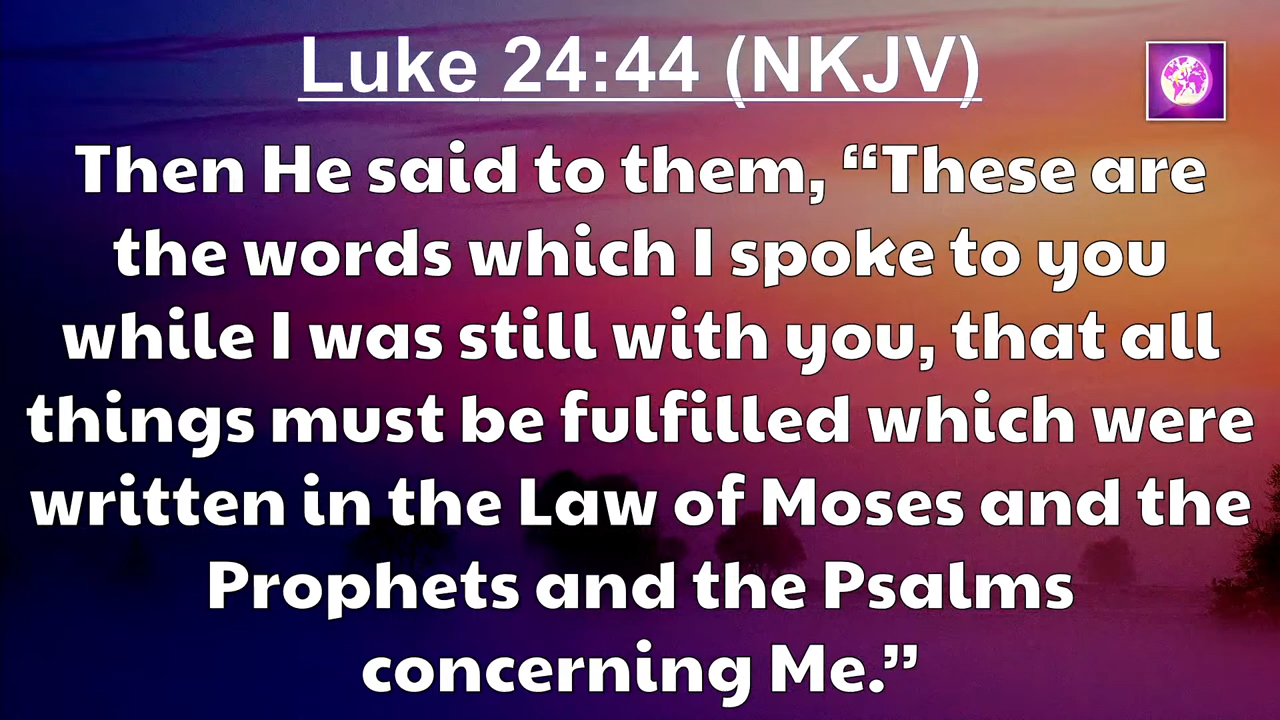 Luke 24:44 (NKJV)
Then He said to them, “These are
the words which I spoke to you
while I was still with you, that all
things must be fulfilled which were
written in the Law of Moses and the
Prophets and the Psalms
concerning Me.”